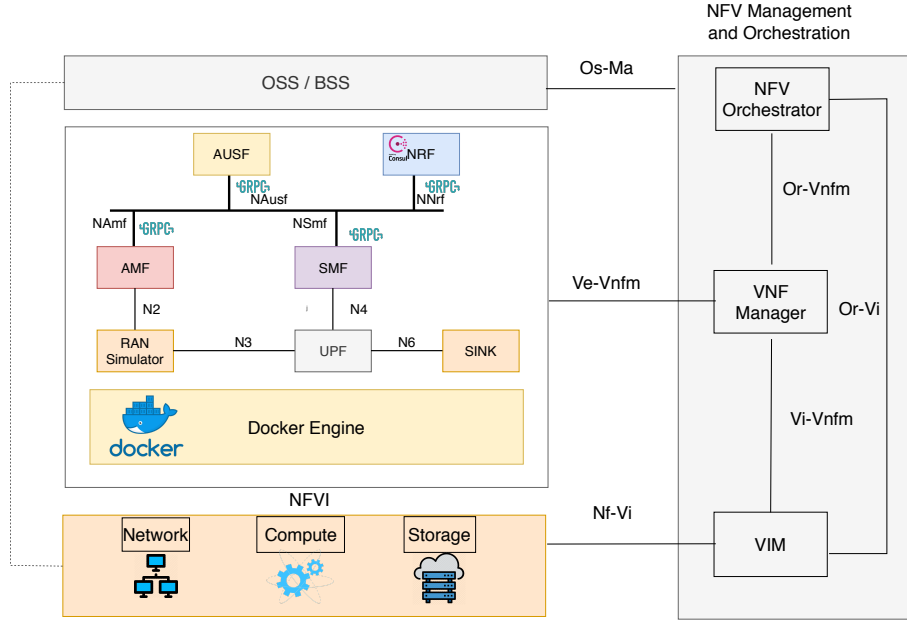 NFV Management
and Orchestration
OSS / BSS
Os-Ma
NFV
Orchestrator
AUSF
Consul
NRF
GRPC
GRPC
NAusf
NNrf
NAmf
GRPC
NSmf
GRPC
Or-Vnfm
AMF
SMF
Ve-Vnfm
VNF
Manager
Or-Vi
N2
N4
RAN
Simulator
N3
UPF
N6
SINK
docker
Docker Engine
Vi-Vnfm
NFVI
Nf-Vi
Network
Compute
Storage
VIM